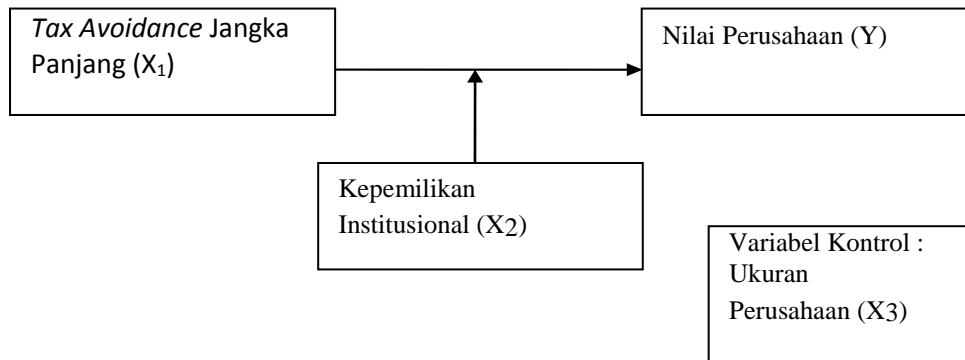 Tax Avoidance Jangka
Panjang (X1)
Nilai Perusahaan (Y)
Kepemilikan
Institusional (X2)
Variabel Kontrol :
Ukuran
Perusahaan (X3)